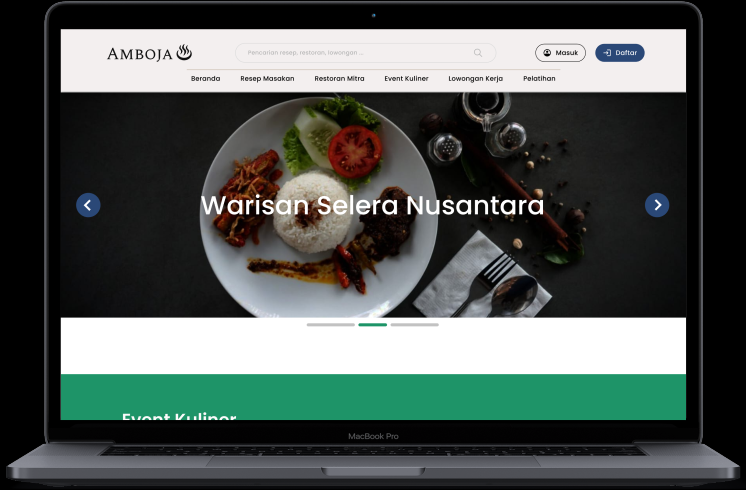 AMBOJA
Pencarian resep, restoran, lowongan ...
Masuk
Daftar
Beranda Resep Masakan Restoran Mitra Event Kuliner Lowongan Kerja Pelatihan
Warisan Selera Nusantara
Event Kuliner
MacBook Pro